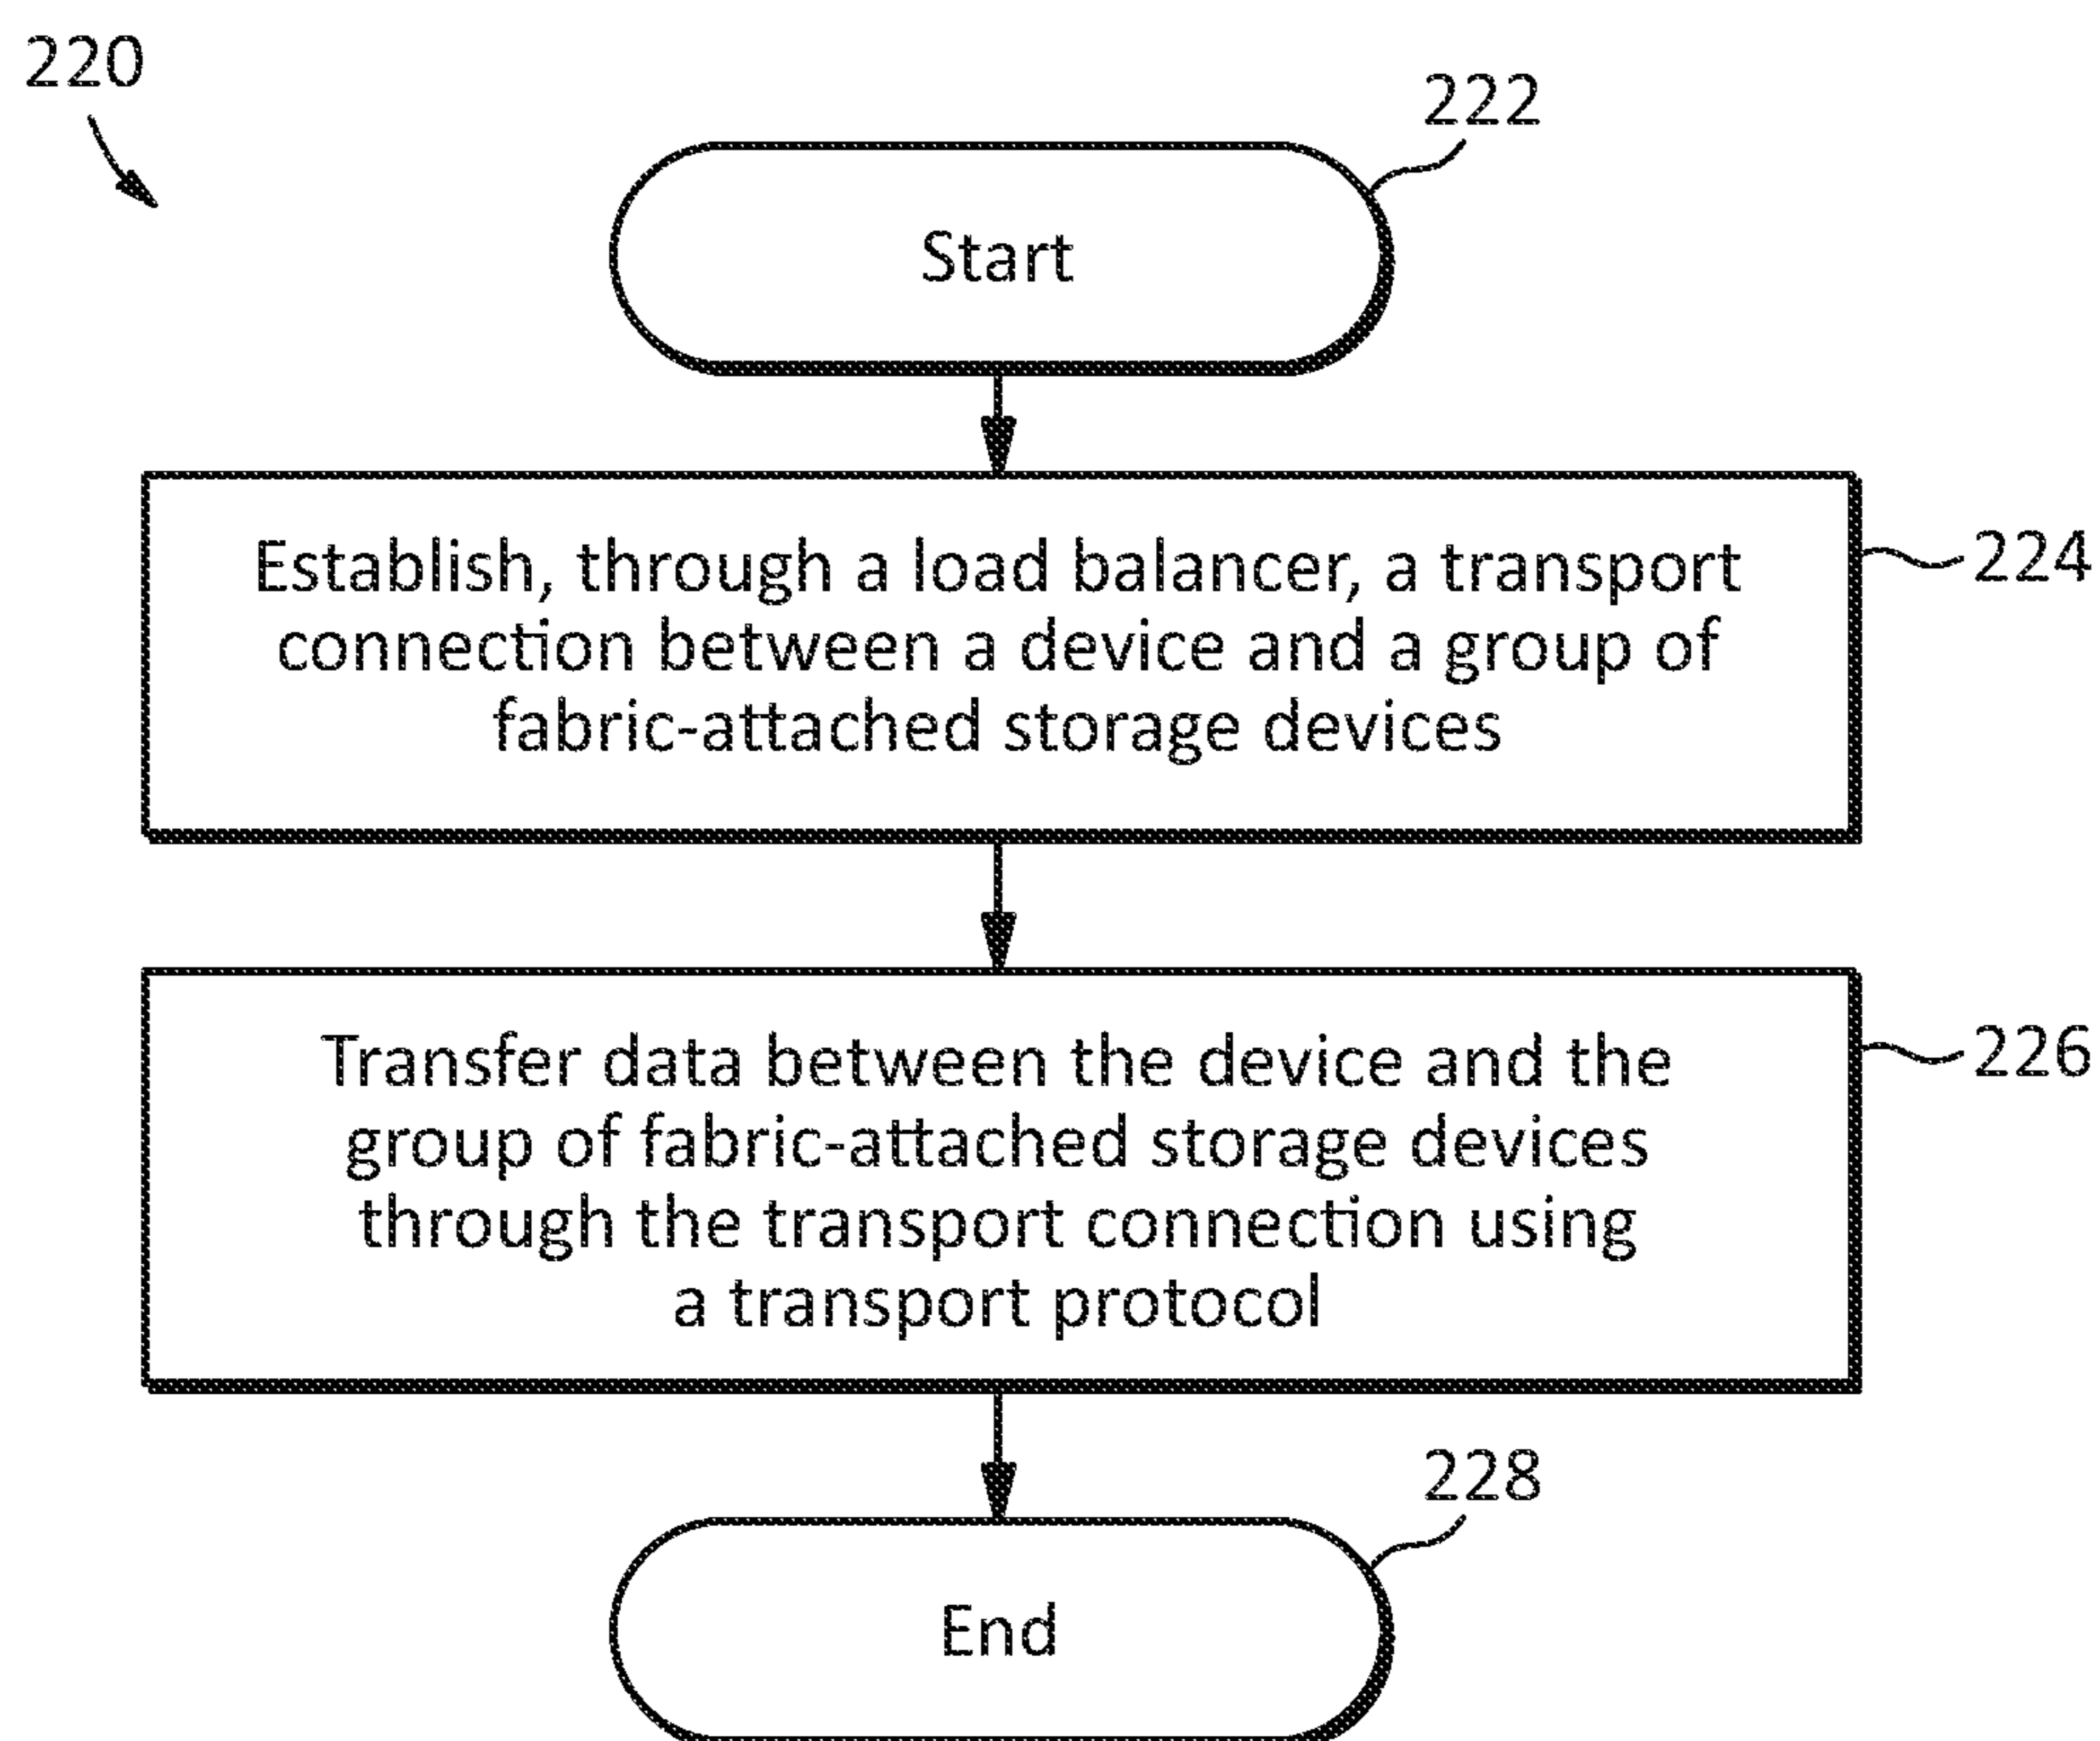 220
222
Start
Establish, through a load balancer, a transport
connection between a device and a group of
fabric-attached storage devices
224
Transfer data between the device and the
group of fabric-attached storage devices
through the transport connection using
a transport protocol
226
228
End